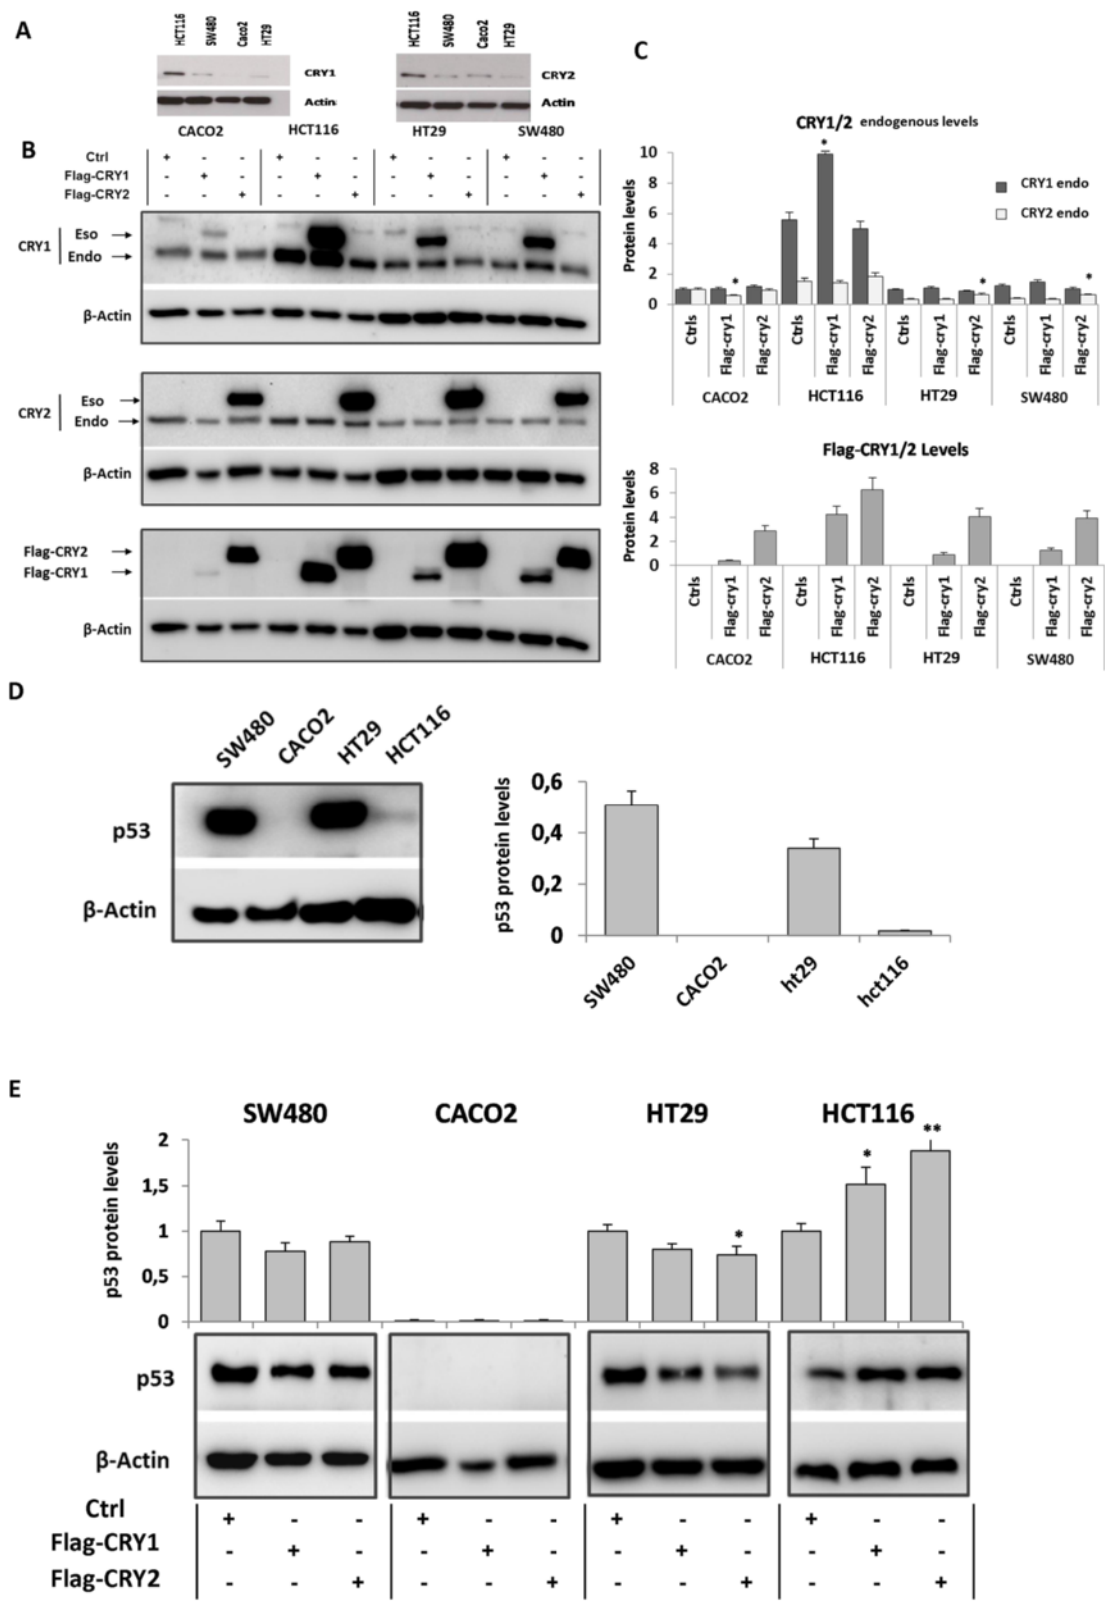 A
HCT116 SW480 Caco2 HT29
CRY1
Actin
HCT116 SW480 Caco2 HT29
CRY2
Actin
B
CACO2 HCT116 HT29 SW480
Ctrl + - - + - - + - - + - -
Flag-CRY1 - + - - + - - + - - + -
Flag-CRY2 - - + - - + - - + - - +
CRY1 Eso
Endo
β-Actin
CRY2 Eso
Endo
β-Actin
Flag-CRY2
Flag-CRY1
β-Actin
C
CRY1/2 endogenous levels
Protein levels
10
8
6
4
2
0
*
*
*
*
CRY1 endo
CRY2 endo
Ctrls Flag-cry1 Flag-cry2 Ctrls Flag-cry1 Flag-cry2 Ctrls Flag-cry1 Flag-cry2 Ctrls Flag-cry1 Flag-cry2
CACO2 HCT116 HT29 SW480
Flag-CRY1/2 Levels
Protein levels
8
6
4
2
0
Ctrls Flag-cry1 Flag-cry2 Ctrls Flag-cry1 Flag-cry2 Ctrls Flag-cry1 Flag-cry2 Ctrls Flag-cry1 Flag-cry2
CACO2 HCT116 HT29 SW480
D
SW480 CACO2 HT29 HCT116
p53
β-Actin
p53 protein levels
0,6
0,4
0,2
0
SW480 CACO2 ht29 hct116
E
SW480 CACO2 HT29 HCT116
p53 protein levels
2
1,5
1
0,5
0
*
*
**
p53
β-Actin
Ctrl + - - + - - + - - + - -
Flag-CRY1 - + - - + - - + - - + -
Flag-CRY2 - - + - - + - - + - - +